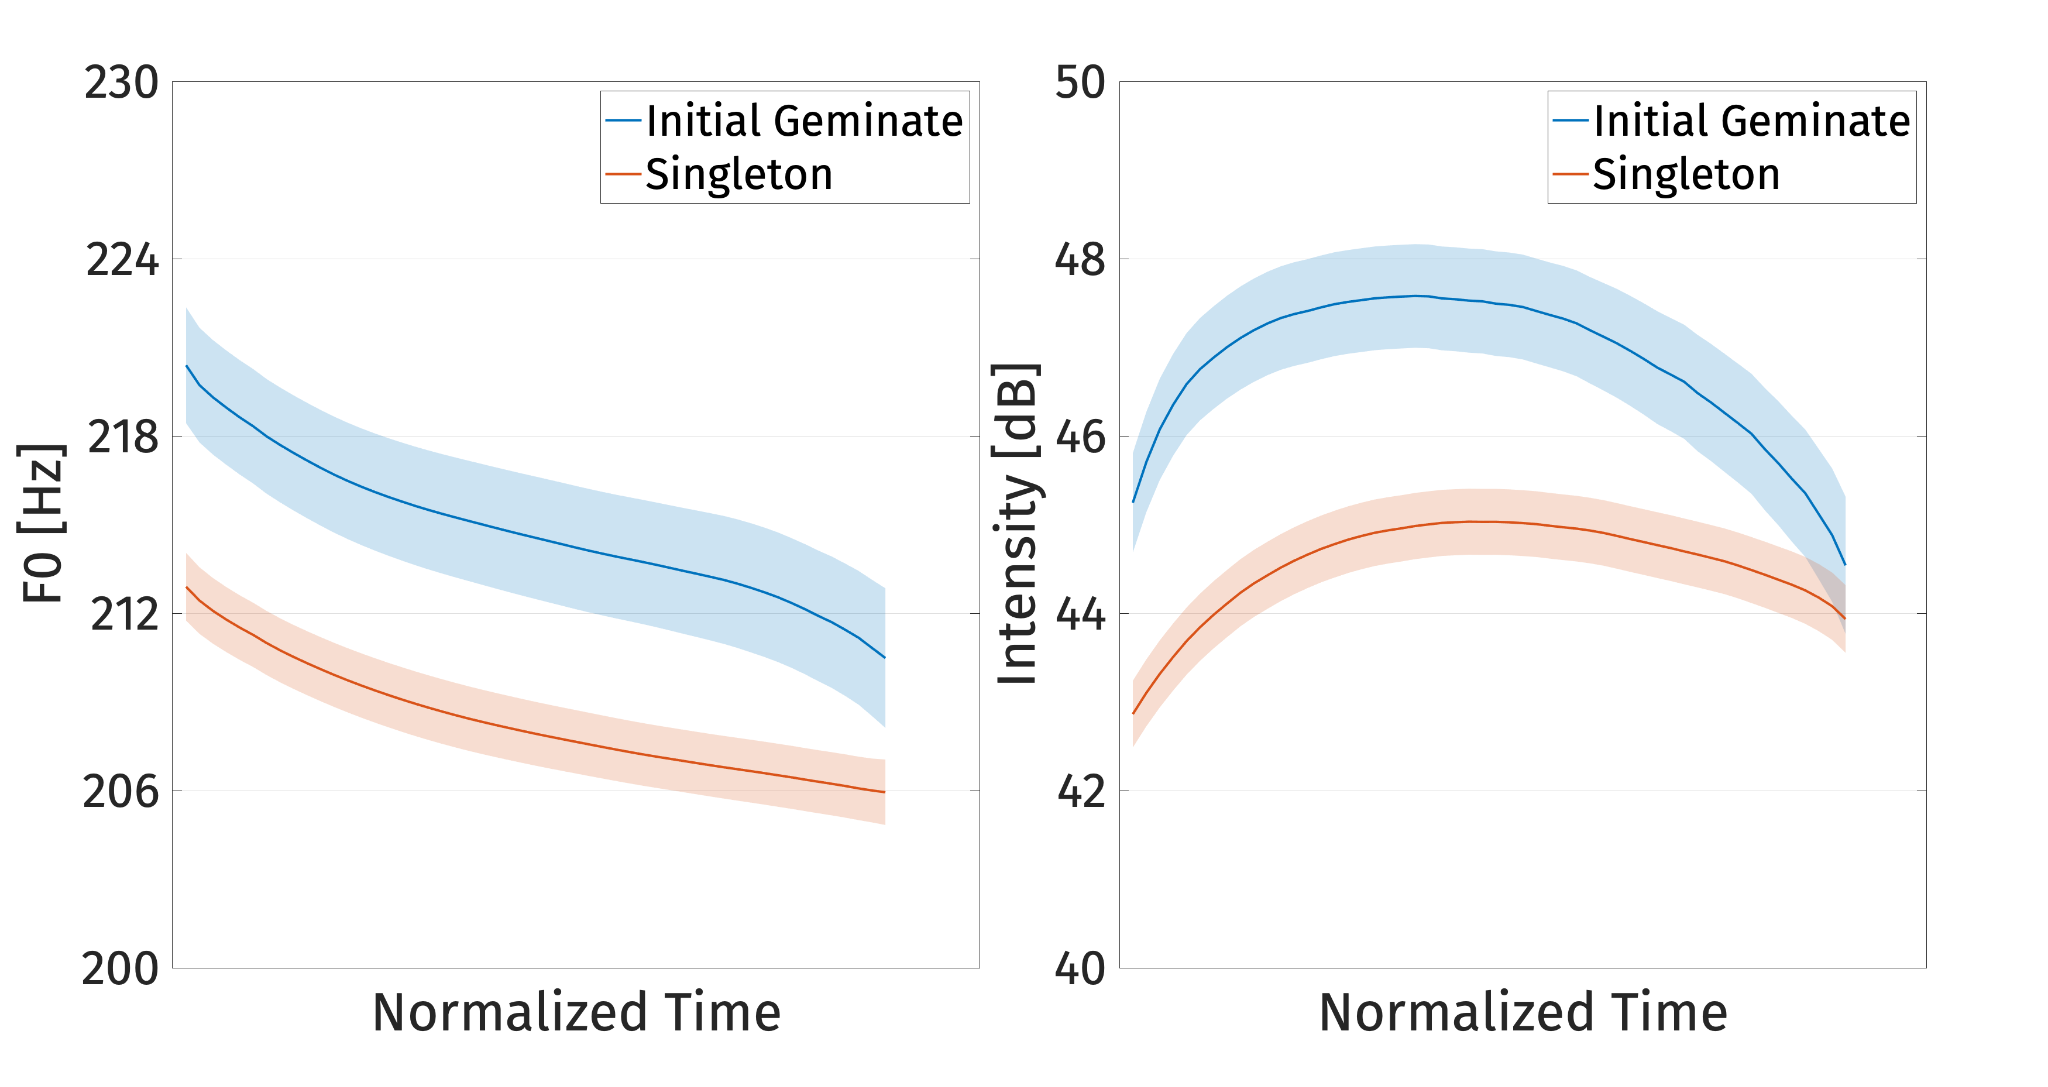 F0 [Hz]
230
224
218
212
206
200
Initial Geminate
Singleton
Normalized Time
Intensity [dB]
50
48
46
44
42
40
Initial Geminate
Singleton
Normalized Time